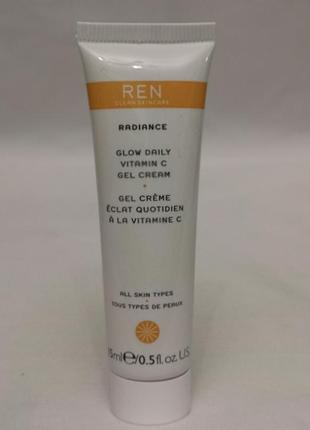 REN
CLEAN SKINCARE
RADIANCE
GLOW DAILY
VITAMIN C
GEL CREAM
GEL CRÈME
ÉCLAT QUOTIDIEN
À LA VITAMINE C
ALL SKIN TYPES
TOUS TYPES DE PEAUX
15ml℮/0.5fl.oz.US